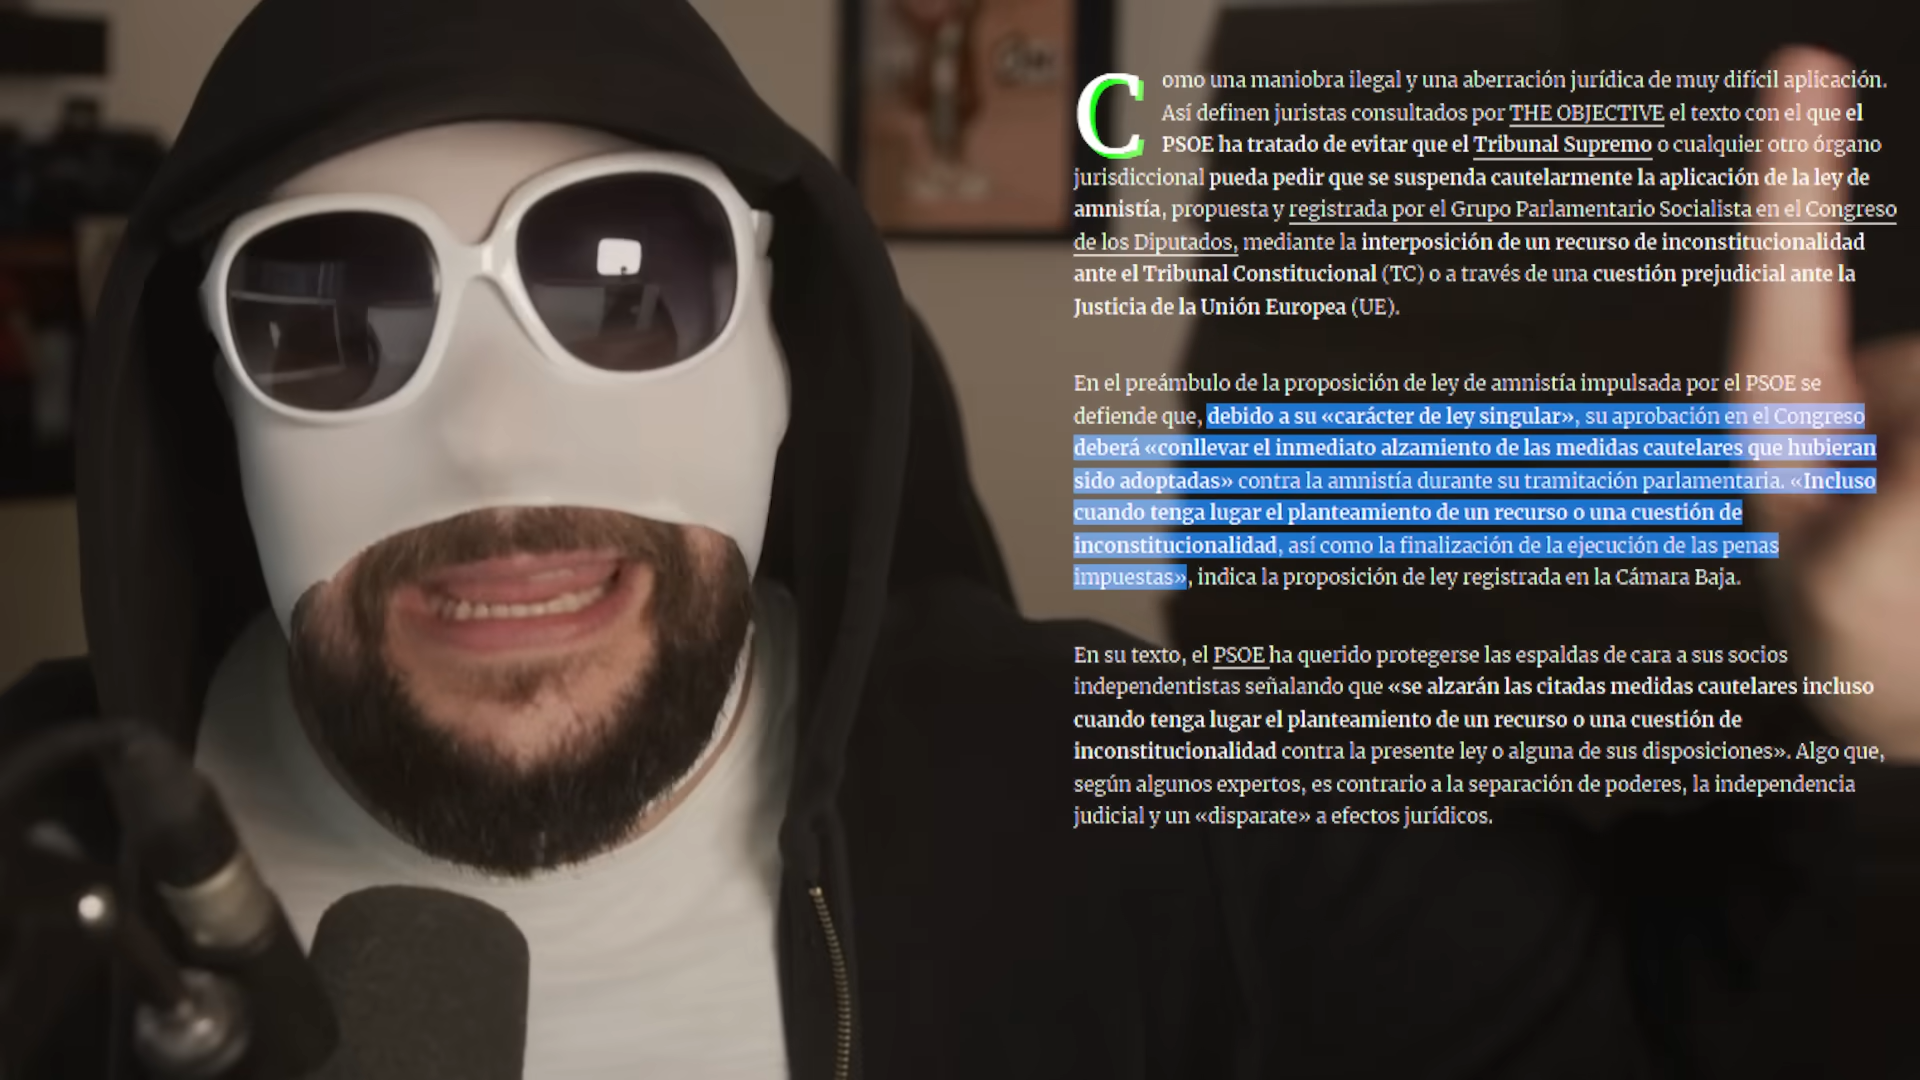 Como una maniobra ilegal y una aberración jurídica de muy difícil aplicación.
Así definen juristas consultados por THE OBJECTIVE el texto con el que el
PSOE ha tratado de evitar que el Tribunal Supremo o cualquier otro órgano
jurisdiccional pueda pedir que se suspenda cautelarmente la aplicación de la ley de
amnistía, propuesta y registrada por el Grupo Parlamentario Socialista en el Congreso
de los Diputados, mediante la interposición de un recurso de inconstitucionalidad
ante el Tribunal Constitucional (TC) o a través de una cuestión prejudicial ante la
Justicia de la Unión Europea (UE).
En el preámbulo de la proposición de ley de amnistía impulsada por el PSOE se
defiende que, debido a su «carácter de ley singular», su aprobación en el Congreso
deberá «conllevar el inmediato alzamiento de las medidas cautelares que hubieran
sido adoptadas» contra la amnistía durante su tramitación parlamentaria. «Incluso
cuando tenga lugar el planteamiento de un recurso o una cuestión de
inconstitucionalidad, así como la finalización de la ejecución de las penas
impuestas», indica la proposición de ley registrada en la Cámara Baja.
En su texto, el PSOE ha querido protegerse las espaldas de cara a sus socios
independentistas señalando que «se alzarán las citadas medidas cautelares incluso
cuando tenga lugar el planteamiento de un recurso o una cuestión de
inconstitucionalidad contra la presente ley o alguna de sus disposiciones». Algo que,
según algunos expertos, es contrario a la separación de poderes, la independencia
judicial y un «disparate» a efectos jurídicos.